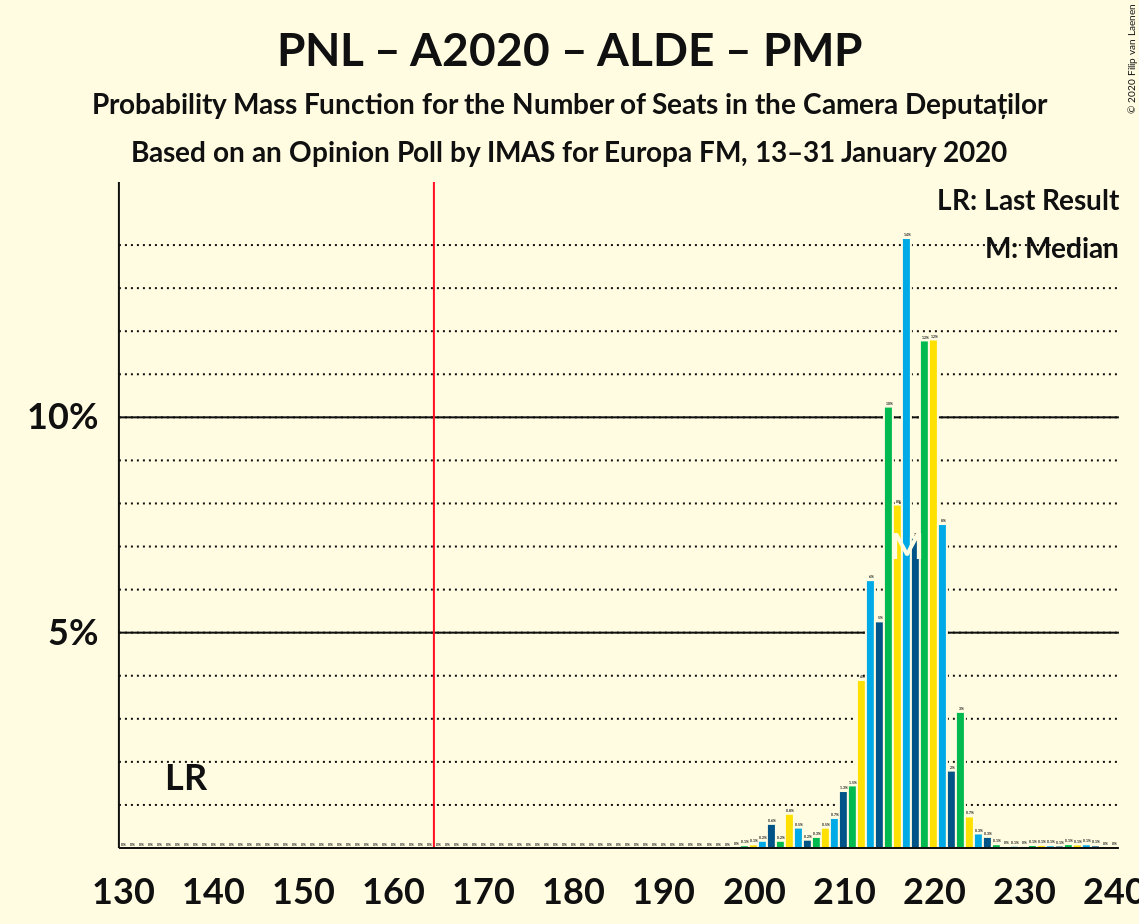 PNL – A2020 – ALDE – PMP
Probability Mass Function for the Number of Seats in the Camera Deputaților
Based on an Opinion Poll by IMAS for Europa FM, 13–31 January 2020
© 2020 Filip van Laenen
LR: Last Result
M: Median
10%
5%
LR
M
130 140 150 160 170 180 190 200 210 220 230 240